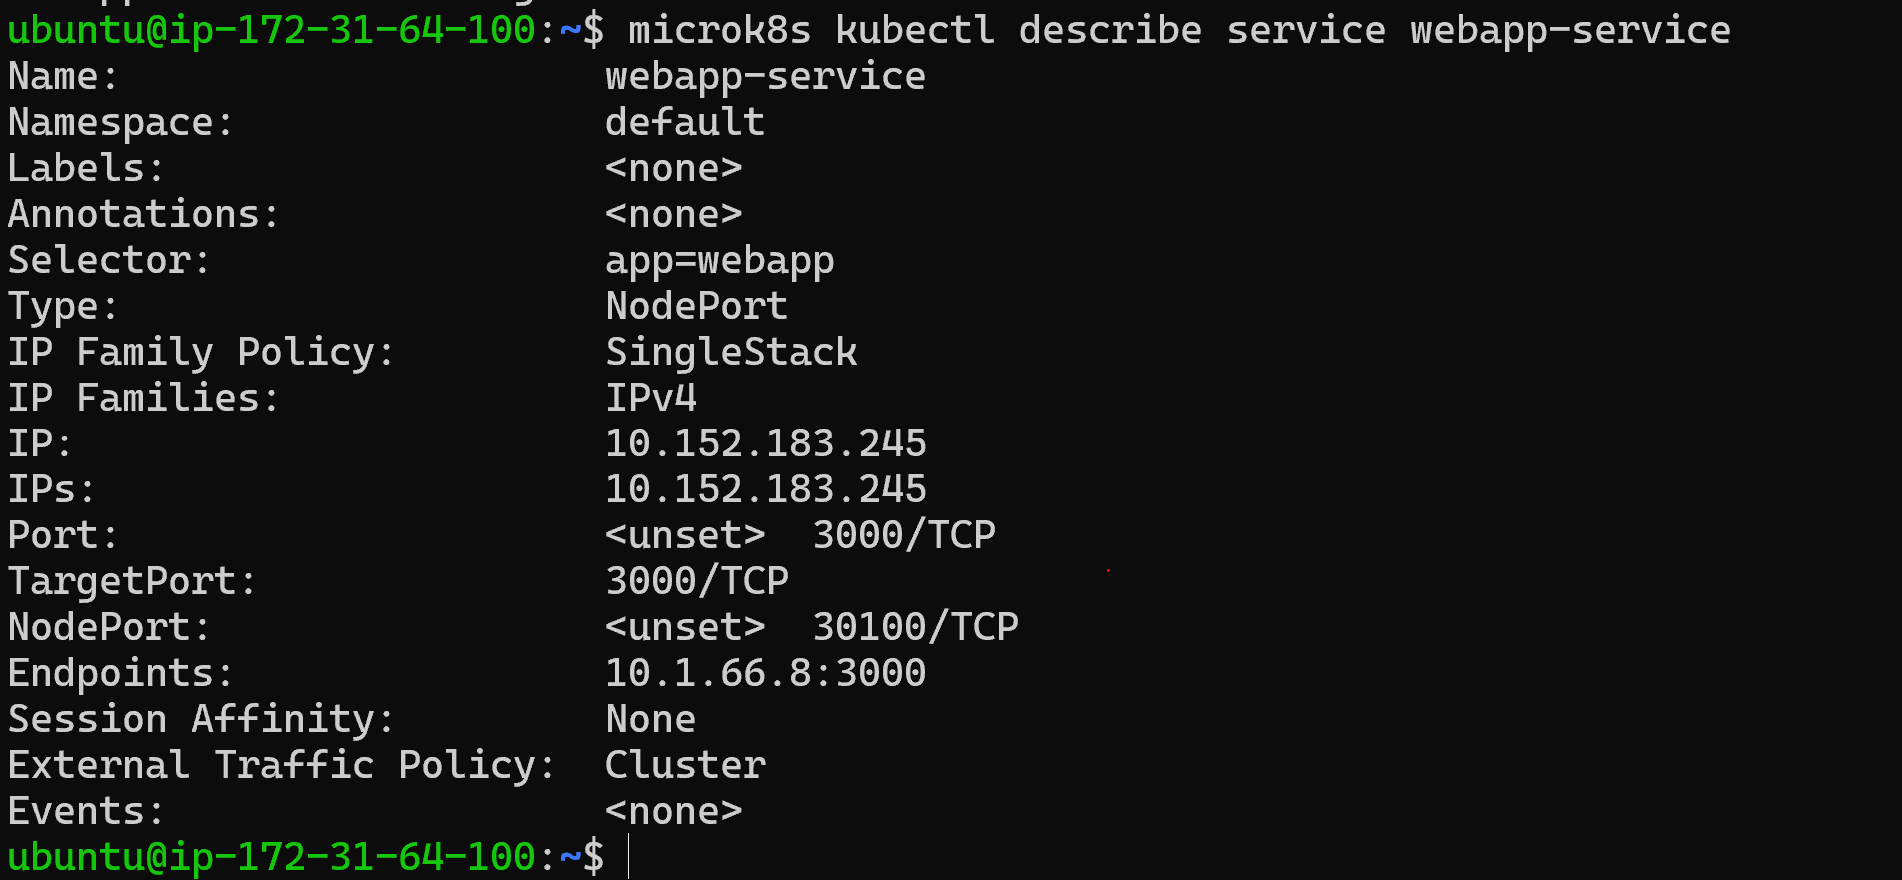 ubuntu@ip-172-31-64-100:~$ microk8s kubectl describe service webapp-service
Name:                     webapp-service
Namespace:                default
Labels:                   <none>
Annotations:              <none>
Selector:                 app=webapp
Type:                     NodePort
IP Family Policy:         SingleStack
IP Families:              IPv4
IP:                       10.152.183.245
IPs:                      10.152.183.245
Port:                     <unset>  3000/TCP
TargetPort:               3000/TCP
NodePort:                 <unset>  30100/TCP
Endpoints:                10.1.66.8:3000
Session Affinity:         None
External Traffic Policy:  Cluster
Events:                   <none>
ubuntu@ip-172-31-64-100:~$